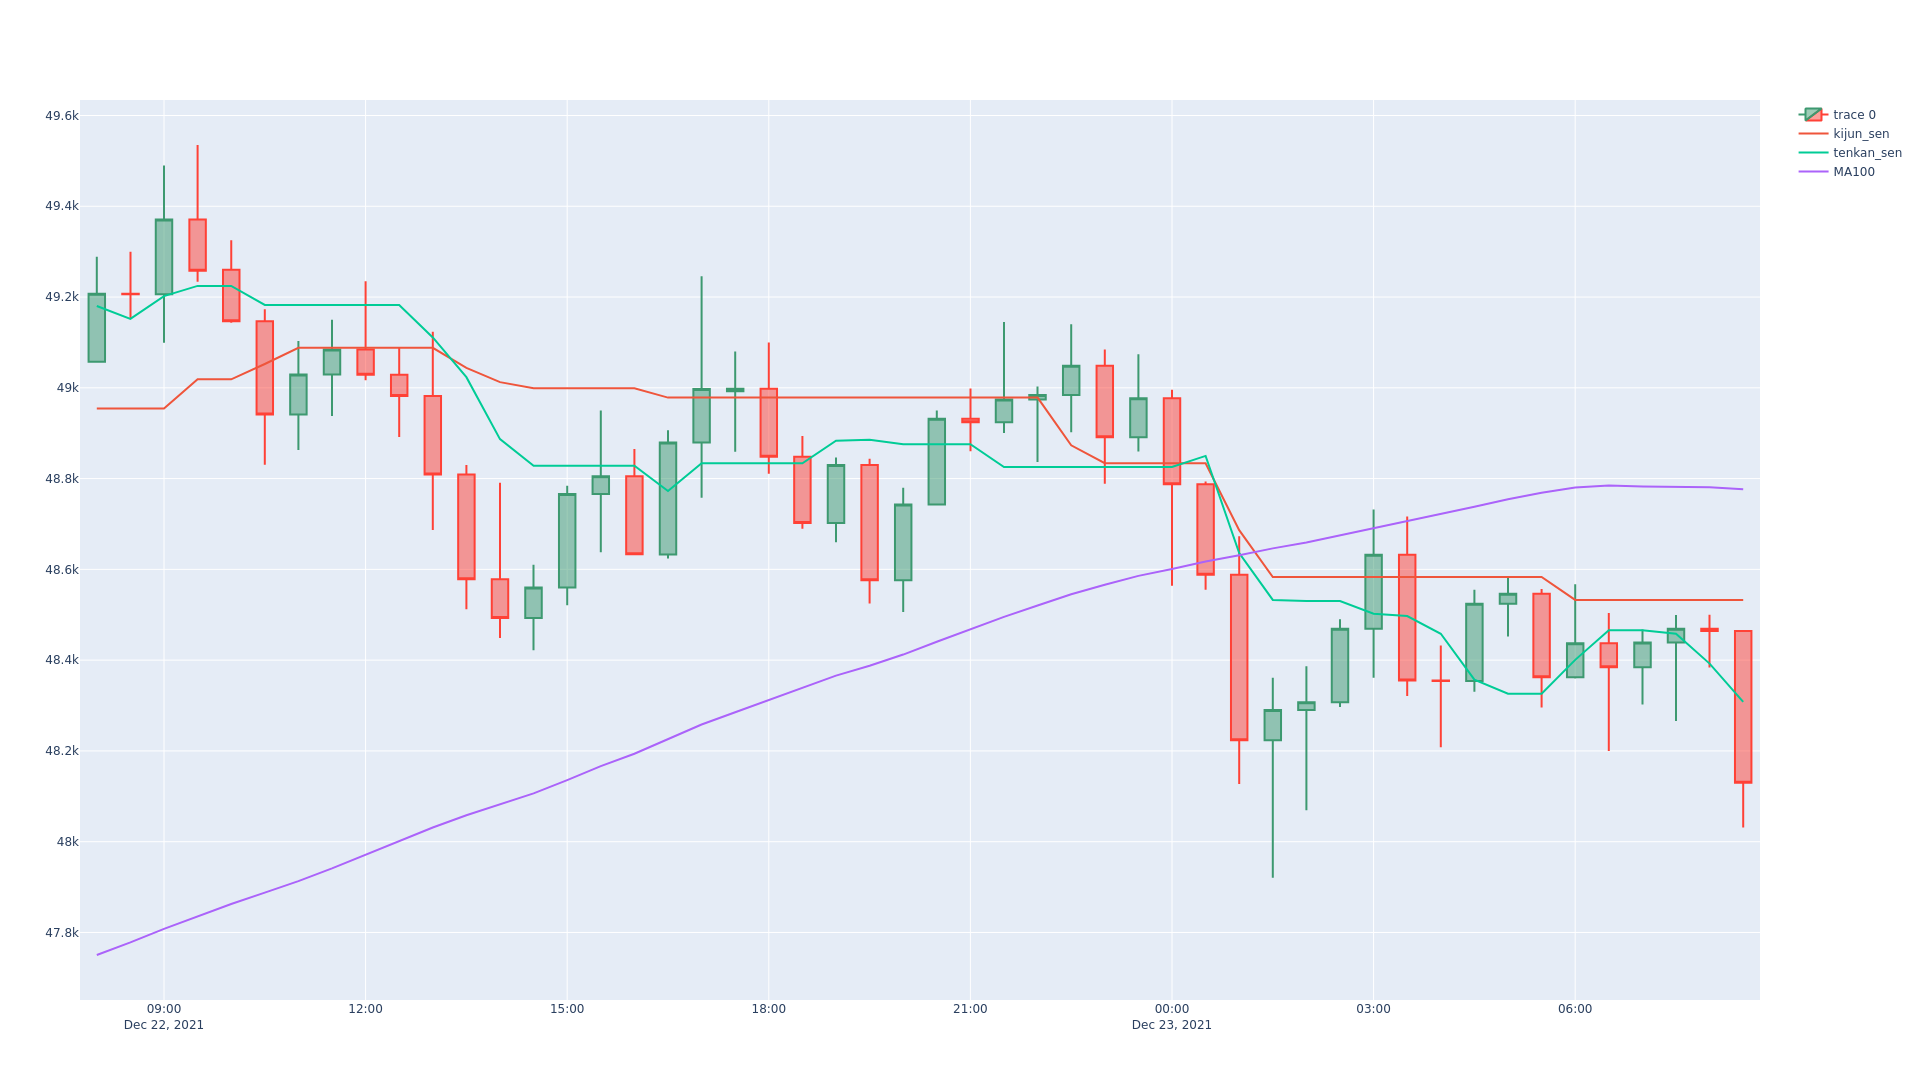 49.6k
49.4k
49.2k
49k
48.8k
48.6k
48.4k
48.2k
48k
47.8k
09:00
Dec 22, 2021
12:00
15:00
18:00
21:00
00:00
Dec 23, 2021
03:00
06:00
trace 0
kijun_sen
tenkan_sen
MA100